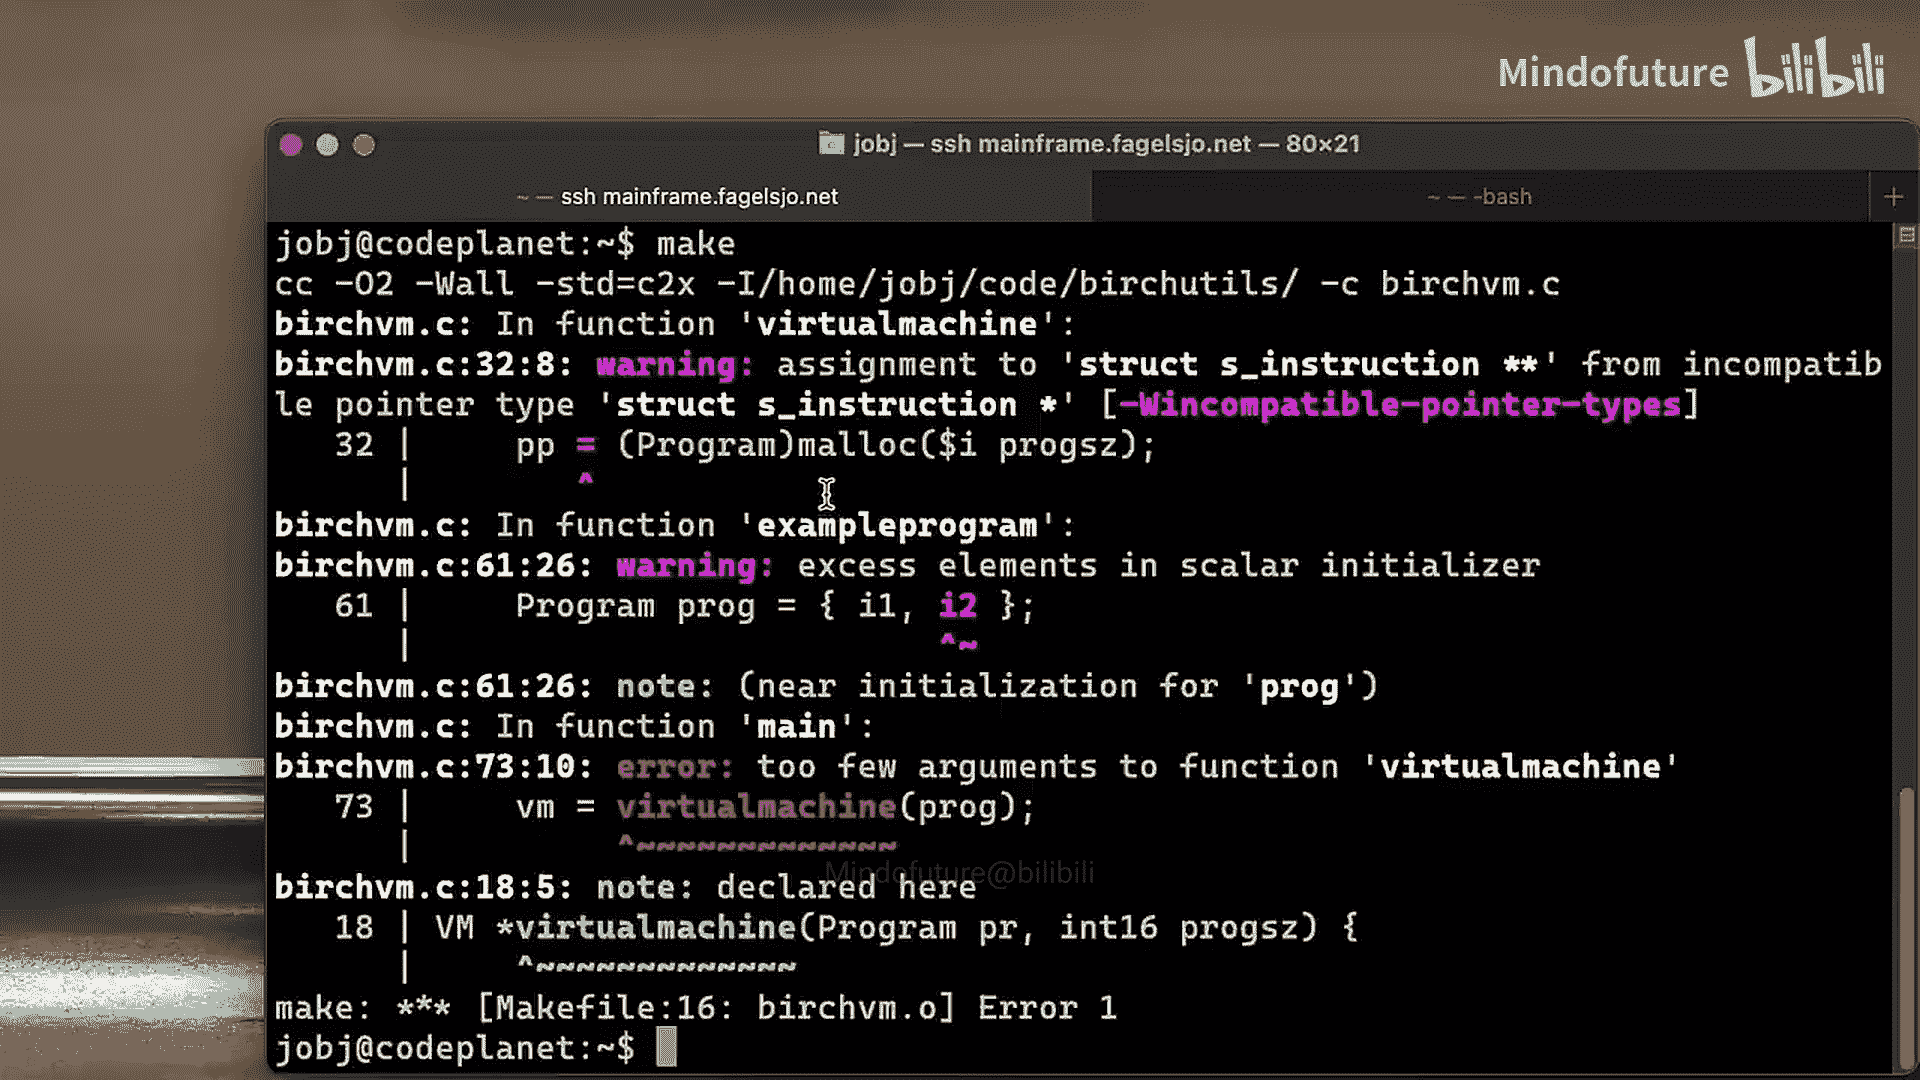 Mindofuture bilibili
jobj — ssh mainframe.fagelsjo.net — 80×21
~ — ssh mainframe.fagelsjo.net
~ — -bash
jobj@codeplanet:~$ make
cc -O2 -Wall -std=c2x -I/home/jobj/code/birchutils/ -c birchvm.c
birchvm.c: In function 'virtualmachine':
birchvm.c:32:8: warning: assignment to 'struct s_instruction **' from incompatib
le pointer type 'struct s_instruction *' [-Wincompatible-pointer-types]
   32 |     pp = (Program)malloc($i progsz);
      |        ^
birchvm.c: In function 'exampleprogram':
birchvm.c:61:26: warning: excess elements in scalar initializer
   61 |     Program prog = { i1, i2 };
      |                          ^~
birchvm.c:61:26: note: (near initialization for 'prog')
birchvm.c: In function 'main':
birchvm.c:73:10: error: too few arguments to function 'virtualmachine'
   73 |     vm = virtualmachine(prog);
      |          ^~~~~~~~~~~~~~
Mindofuture@bilibili
birchvm.c:18:5: note: declared here
   18 | VM *virtualmachine(Program pr, int16 progsz) {
      |     ^~~~~~~~~~~~~~
make: *** [Makefile:16: birchvm.o] Error 1
jobj@codeplanet:~$